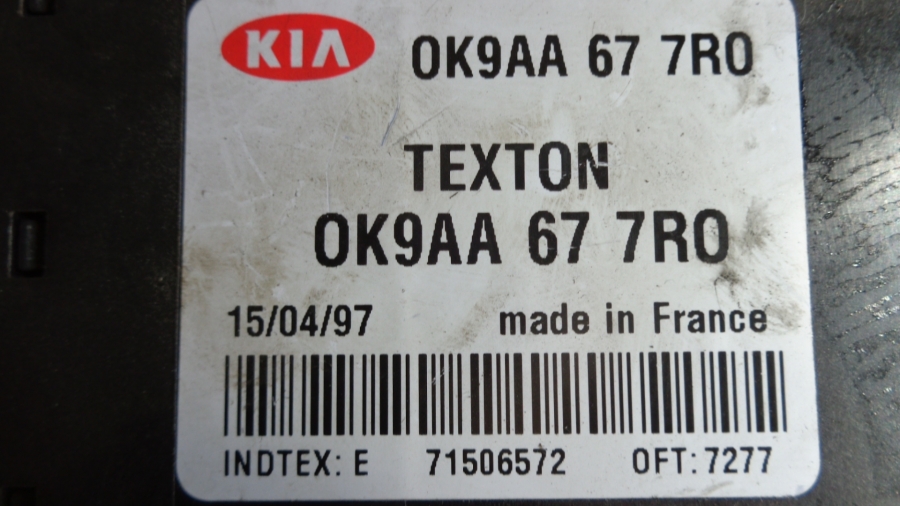 KIA 0K9AA 67 7R0
TEXTON
0K9AA 67 7R0
15/04/97 made in France
INDTEX: E 71506572 OFT: 7277